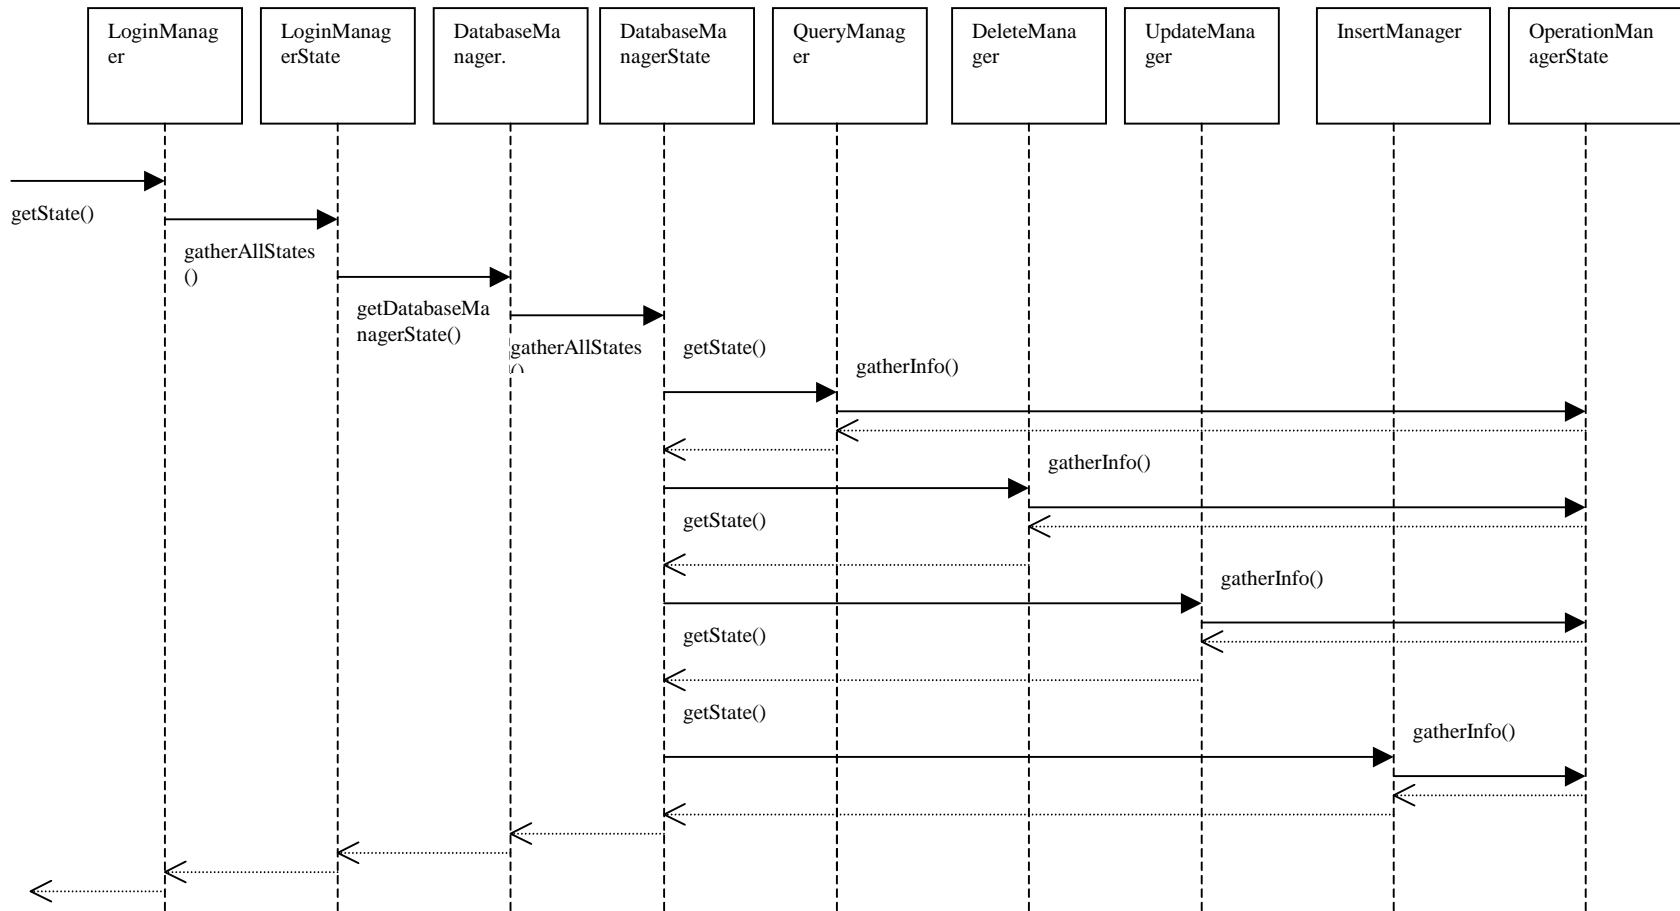 LoginManag
er
LoginManag
erState
DatabaseMa
nager.
DatabaseMa
nagerState
QueryManag
er
DeleteMana
ger
UpdateMana
ger
InsertManager
OperationMan
agerState
getState()
gatherAllStates
()
getDatabaseMa
nagerState()
gatherAllStates
()
getState()
gatherInfo()
gatherInfo()
getState()
gatherInfo()
getState()
getState()
gatherInfo()